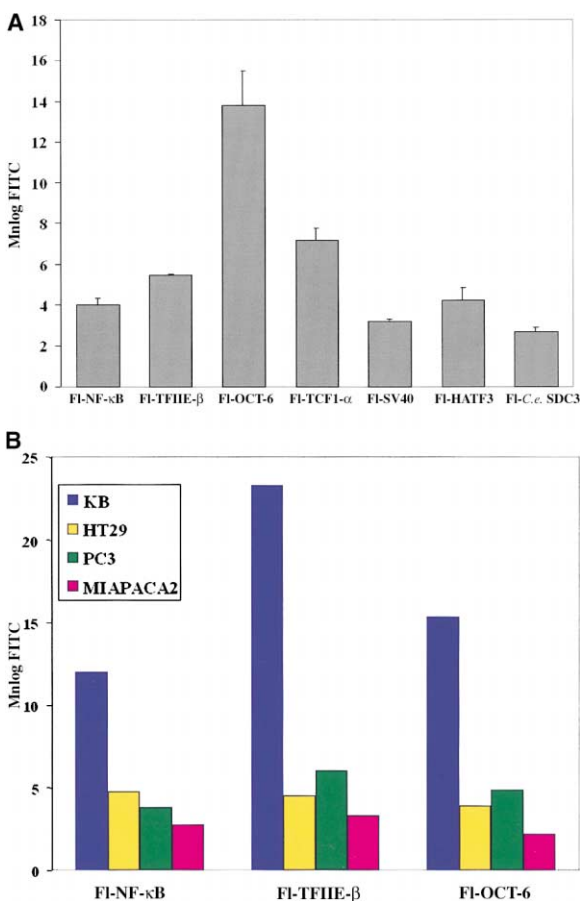 A
18
16
14
12
10
8
6
4
2
0
Mnlog FITC
Fl-NF-κB Fl-TFIIE-β Fl-OCT-6 Fl-TCF1-α Fl-SV40 Fl-HATF3 Fl-C.e. SDC3
B
25
20
15
10
5
0
Mnlog FITC
KB
HT29
PC3
MIAPACA2
Fl-NF-κB Fl-TFIIE-β Fl-OCT-6